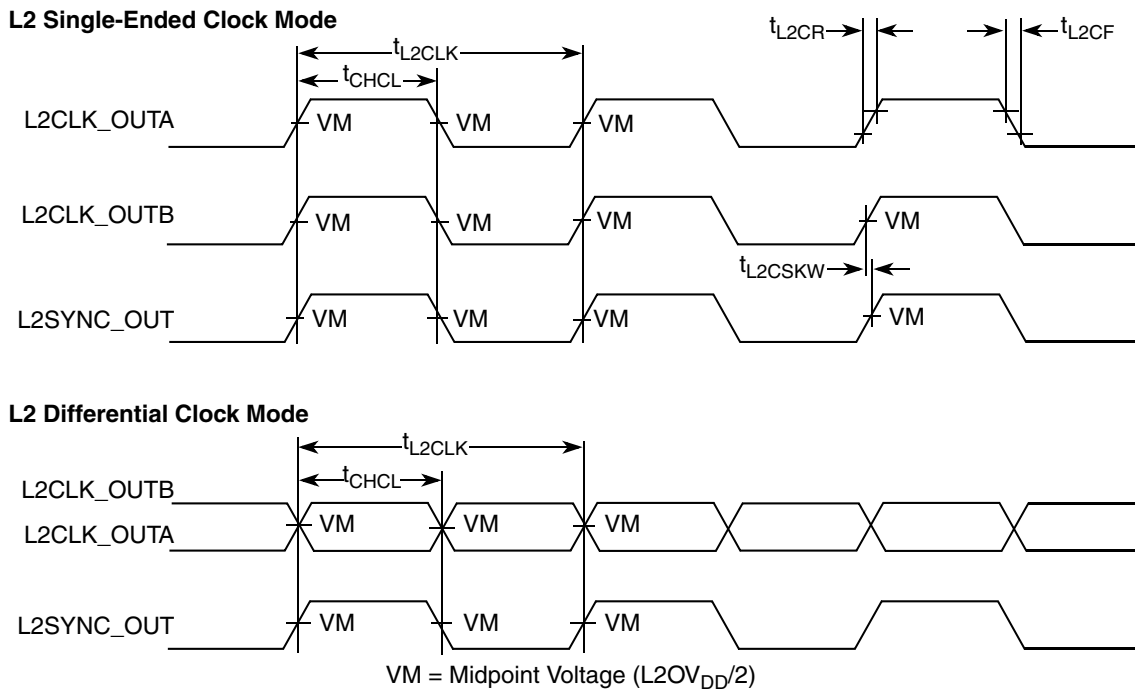 L2 Single-Ended Clock Mode
tL2CR
tL2CF
tL2CLK
tCHCL
L2CLK_OUTA
VM
VM
VM
L2CLK_OUTB
VM
VM
VM
VM
tL2CSKW
L2SYNC_OUT
VM
VM
VM
VM
L2 Differential Clock Mode
tL2CLK
tCHCL
L2CLK_OUTB
L2CLK_OUTA
VM
VM
VM
L2SYNC_OUT
VM
VM
VM
VM = Midpoint Voltage (L2OVDD/2)